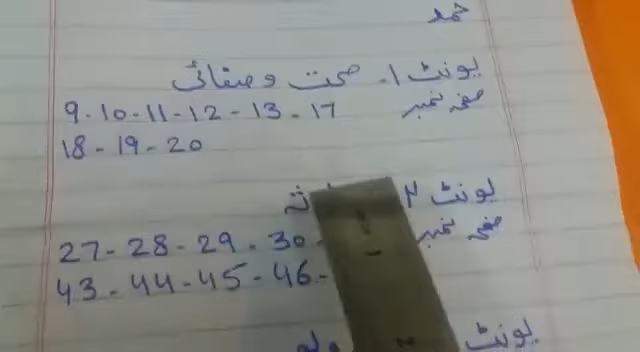 حمد
یونٹ ۱. صحت و صفائی
صفحہ نمبر 9-10-11-12-13-17
18-19-20
یونٹ ۲
صفحہ نمبر 27-28-29-30-
43-44-45-46-
یونٹ